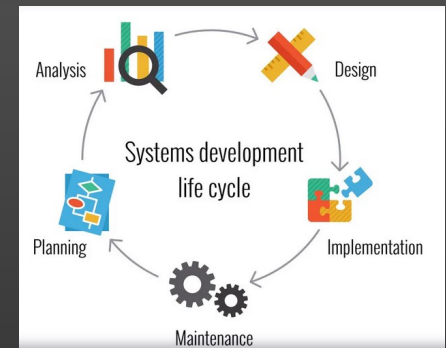 Analysis
Design
Systems development
life cycle
Planning
Implementation
Maintenance